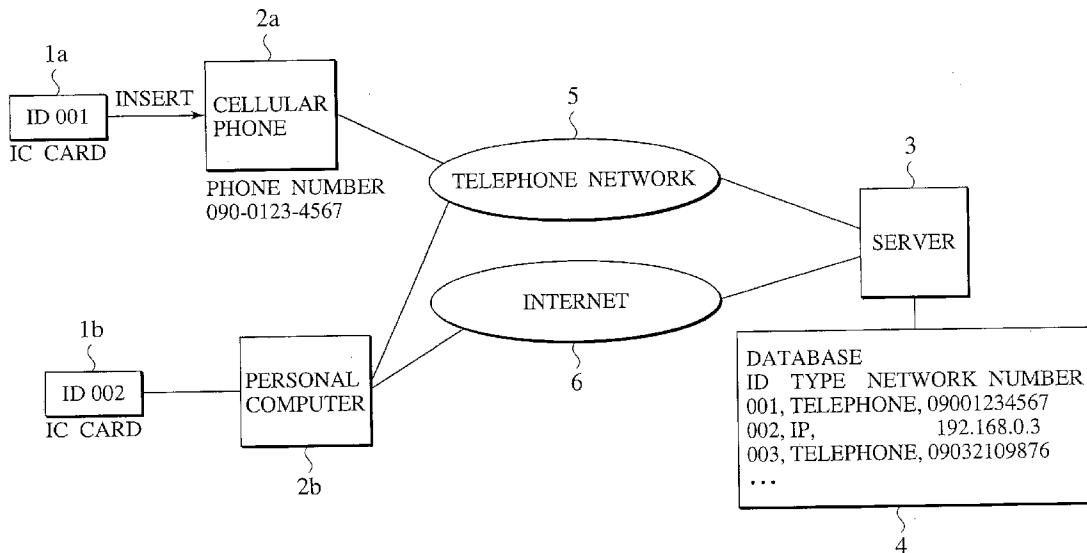 1a
ID 001
IC CARD
INSERT
2a
CELLULAR
PHONE
PHONE NUMBER
090-0123-4567
5
TELEPHONE NETWORK
3
SERVER
INTERNET
6
1b
ID 002
IC CARD
PERSONAL
COMPUTER
2b
DATABASE
ID TYPE NETWORK NUMBER
001, TELEPHONE, 09001234567
002, IP, 192.168.0.3
003, TELEPHONE, 09032109876
...
4